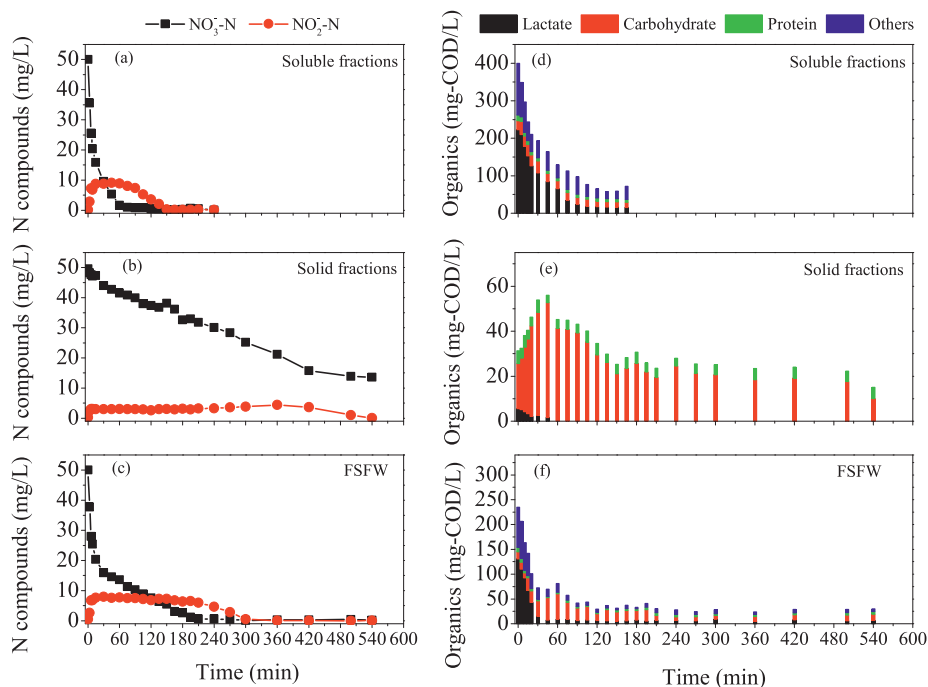 NO₃⁻-N NO₂⁻-N
Lactate Carbohydrate Protein Others
(a)
Soluble fractions
N compounds (mg/L)
50
40
30
20
10
0
(b)
Solid fractions
N compounds (mg/L)
50
40
30
20
10
0
(c)
FSFW
N compounds (mg/L)
50
40
30
20
10
0
0 60 120 180 240 300 360 420 480 540 600
Time (min)
(d)
Soluble fractions
Organics (mg-COD/L)
400
300
200
100
0
(e)
Solid fractions
Organics (mg-COD/L)
60
40
20
0
(f)
FSFW
Organics (mg-COD/L)
300
250
200
150
100
50
0
0 60 120 180 240 300 360 420 480 540 600
Time (min)